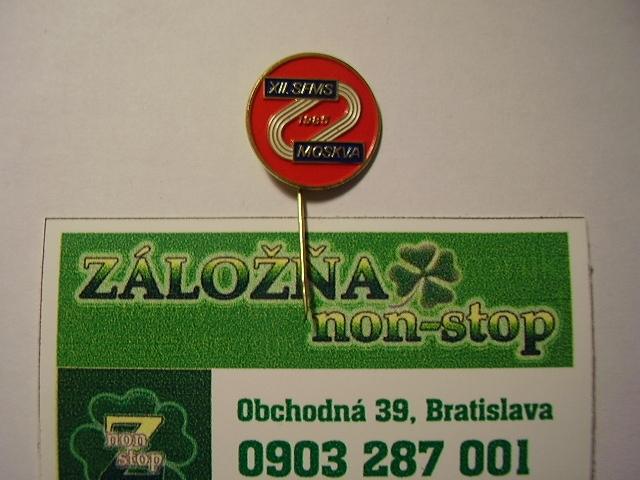 XII. SFMS
1985
MOSKVA
ZÁLOŽŇA
non-stop
Z
non
stop
Obchodná 39, Bratislava
0903 287 001